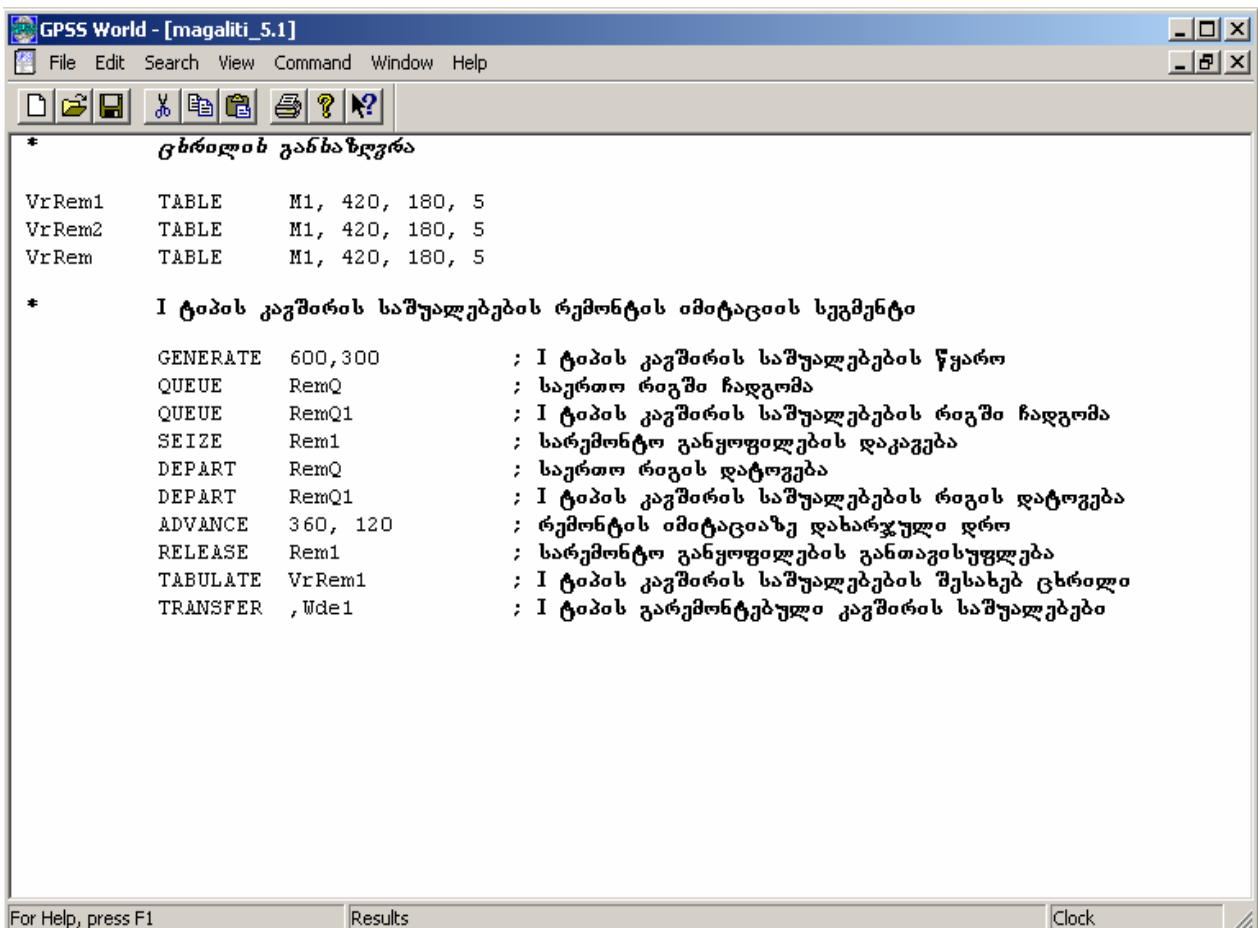 GPSS World - [magaliti_5.1]
File Edit Search View Command Window Help
* ცხრილის განსაზღვრა
VrRem1 TABLE M1, 420, 180, 5
VrRem2 TABLE M1, 420, 180, 5
VrRem TABLE M1, 420, 180, 5
* I ტიპის კავშირის საშუალებების რემონტის იმიტაციის სეგმენტი
GENERATE 600,300 ; I ტიპის კავშირის საშუალებების წყარო
QUEUE RemQ ; საერთო რიგში ჩადგომა
QUEUE RemQ1 ; I ტიპის კავშირის საშუალებების რიგში ჩადგომა
SEIZE Rem1 ; სარემონტო განყოფილების დაკავება
DEPART RemQ ; საერთო რიგის დატოვება
DEPART RemQ1 ; I ტიპის კავშირის საშუალებების რიგის დატოვება
ADVANCE 360, 120 ; რემონტის იმიტაციაზე დახარჯული დრო
RELEASE Rem1 ; სარემონტო განყოფილების განთავისუფლება
TABULATE VrRem1 ; I ტიპის კავშირის საშუალებების შესახებ ცხრილი
TRANSFER ,Wde1 ; I ტიპის გარემონტებული კავშირის საშუალებები
For Help, press F1 Results Clock